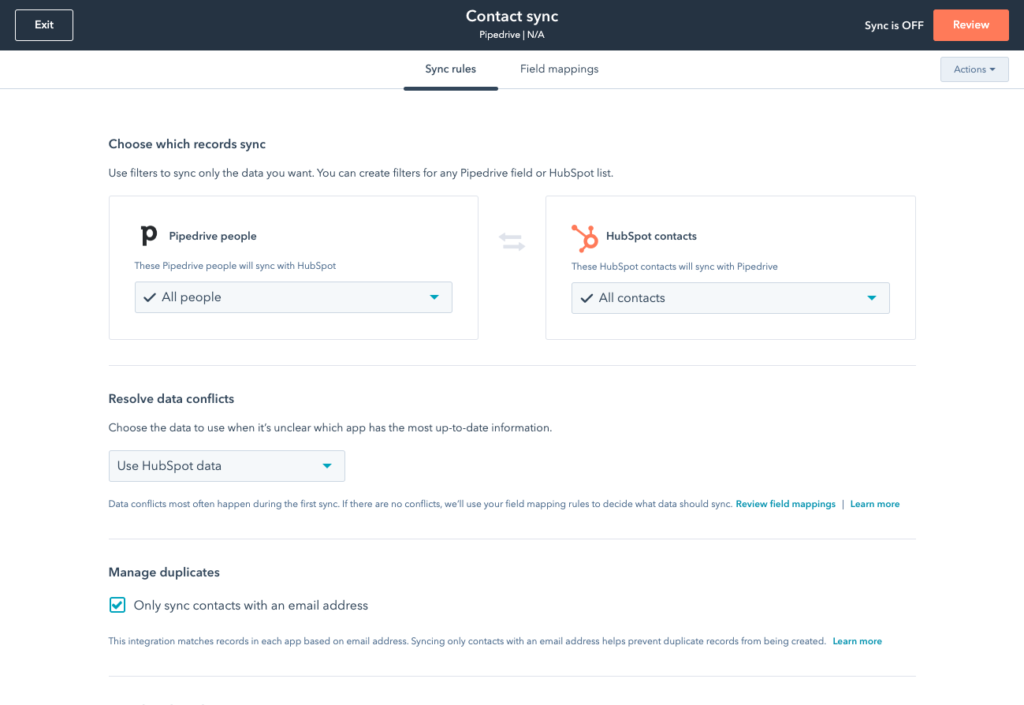 Exit
Contact sync
Pipedrive | N/A
Sync is OFF
Review
Sync rules
Field mappings
Actions
Choose which records sync
Use filters to sync only the data you want. You can create filters for any Pipedrive field or HubSpot list.
p
Pipedrive people
These Pipedrive people will sync with HubSpot
All people
HubSpot contacts
These HubSpot contacts will sync with Pipedrive
All contacts
Resolve data conflicts
Choose the data to use when it's unclear which app has the most up-to-date information.
Use HubSpot data
Data conflicts most often happen during the first sync. If there are no conflicts, we'll use your field mapping rules to decide what data should sync. Review field mappings | Learn more
Manage duplicates
Only sync contacts with an email address
This integration matches records in each app based on email address. Syncing only contacts with an email address helps prevent duplicate records from being created. Learn more